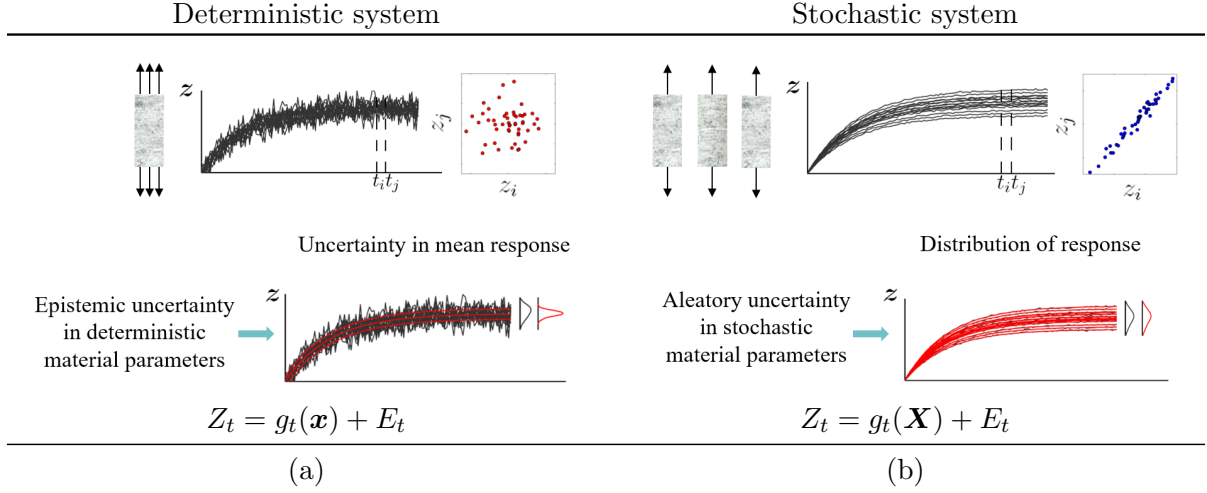 Deterministic system
Stochastic system
z
t_i t_j
z_j
z_i
z
t_i t_j
z_j
z_i
Uncertainty in mean response
Distribution of response
Epistemic uncertainty
in deterministic
material parameters
z
Aleatory uncertainty
in stochastic
material parameters
z
Z_t = g_t(x) + E_t
Z_t = g_t(X) + E_t
(a)
(b)